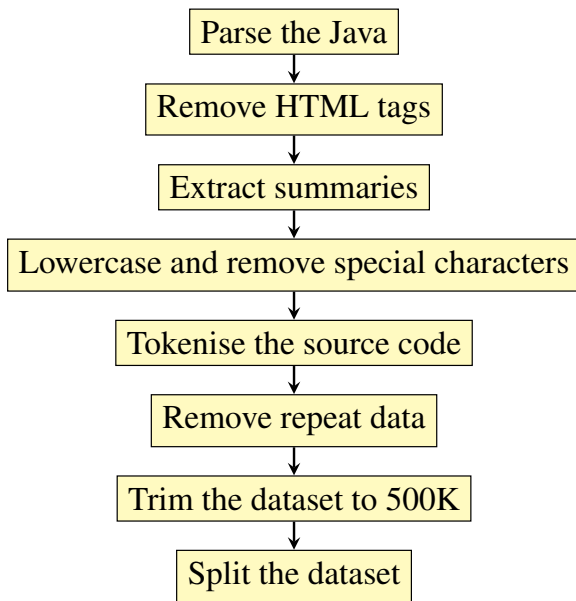 Parse the Java
Remove HTML tags
Extract summaries
Lowercase and remove special characters
Tokenise the source code
Remove repeat data
Trim the dataset to 500K
Split the dataset